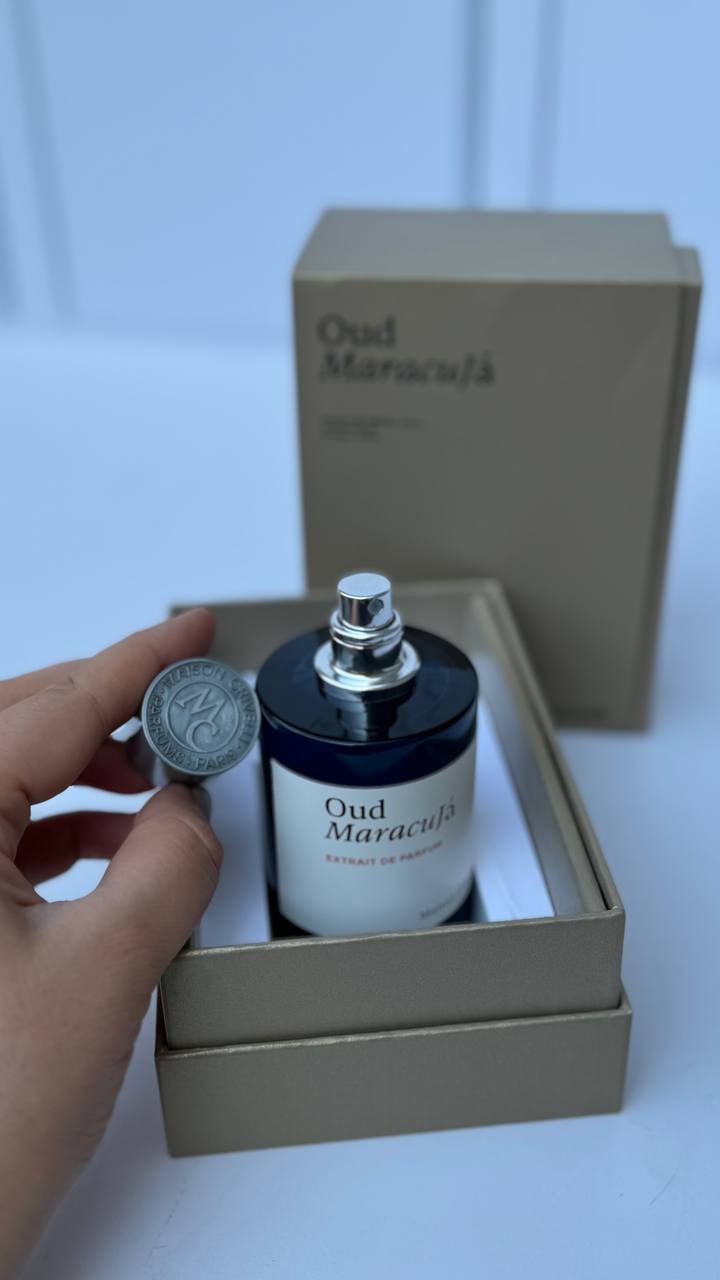 Oud
MaracuJá
MAISON CRIVELLI
PARFUMS · PARIS
MC
Oud
MaracuJá
EXTRAIT DE PARFUM